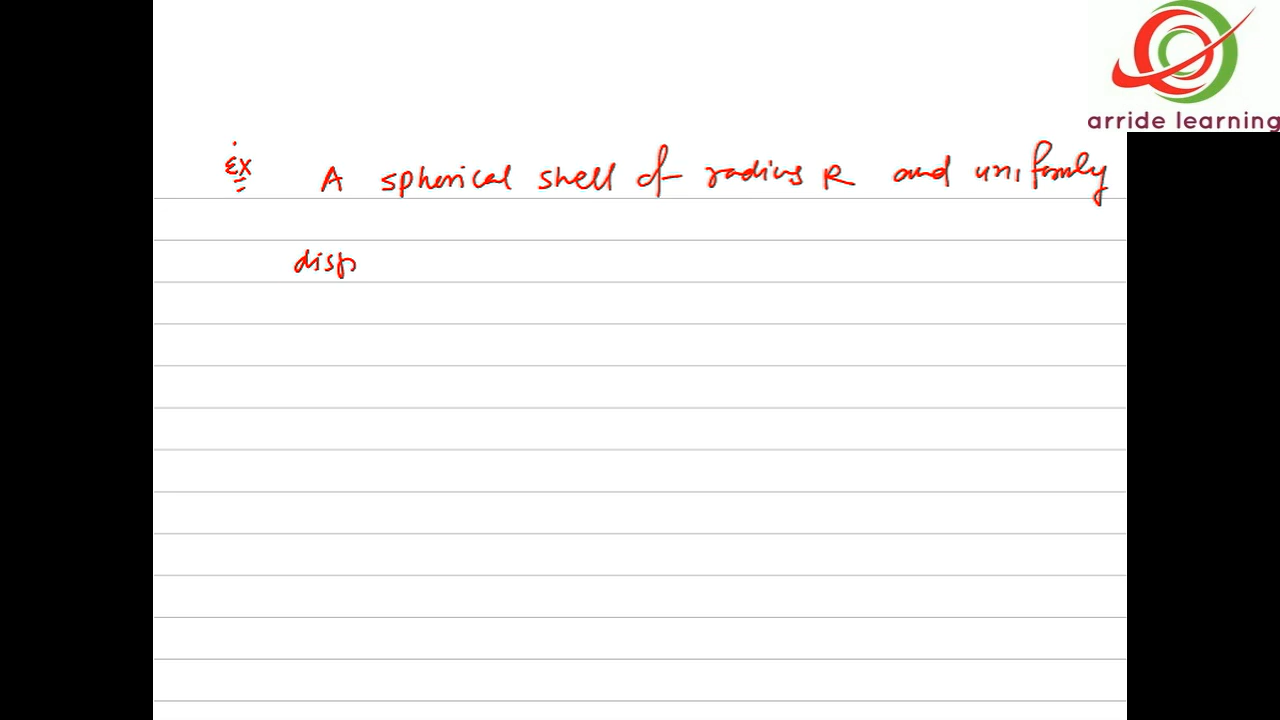 arride learning
Ex A spherical shell of radius R and uniformly
disp